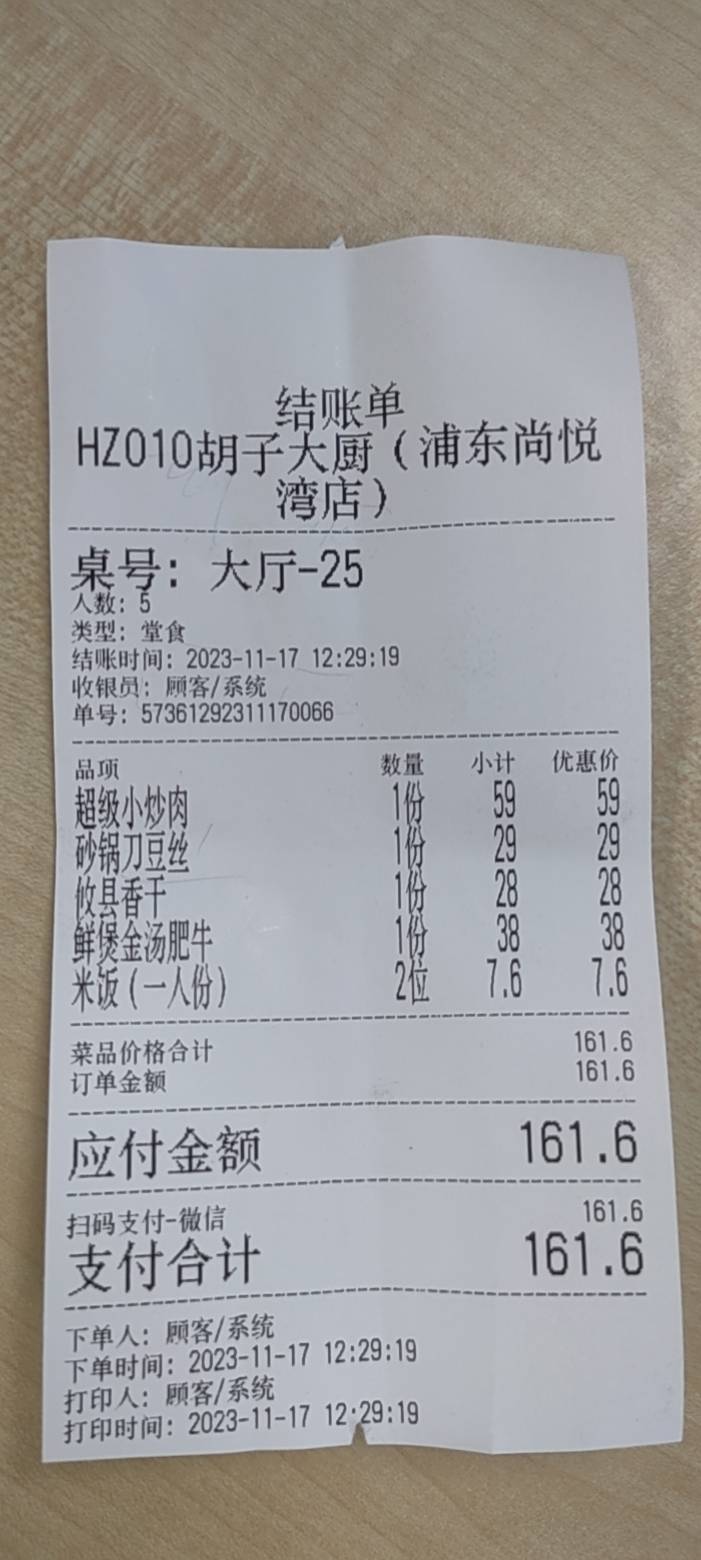 结账单
HZ010胡子大厨（浦东尚悦
湾店）
桌号：大厅-25
人数：5
类型：堂食
结账时间：2023-11-17 12:29:19
收银员：顾客/系统
单号：57361292311170066
品项 数量 小计 优惠价
超级小炒肉 1份 59 59
砂锅刀豆丝 1份 29 29
攸县香干 1份 28 28
鲜煲金汤肥牛 1份 38 38
米饭（一人份） 2位 7.6 7.6
菜品价格合计 161.6
订单金额 161.6
应付金额 161.6
扫码支付-微信 161.6
支付合计 161.6
下单人：顾客/系统
下单时间：2023-11-17 12:29:19
打印人：顾客/系统
打印时间：2023-11-17 12:29:19